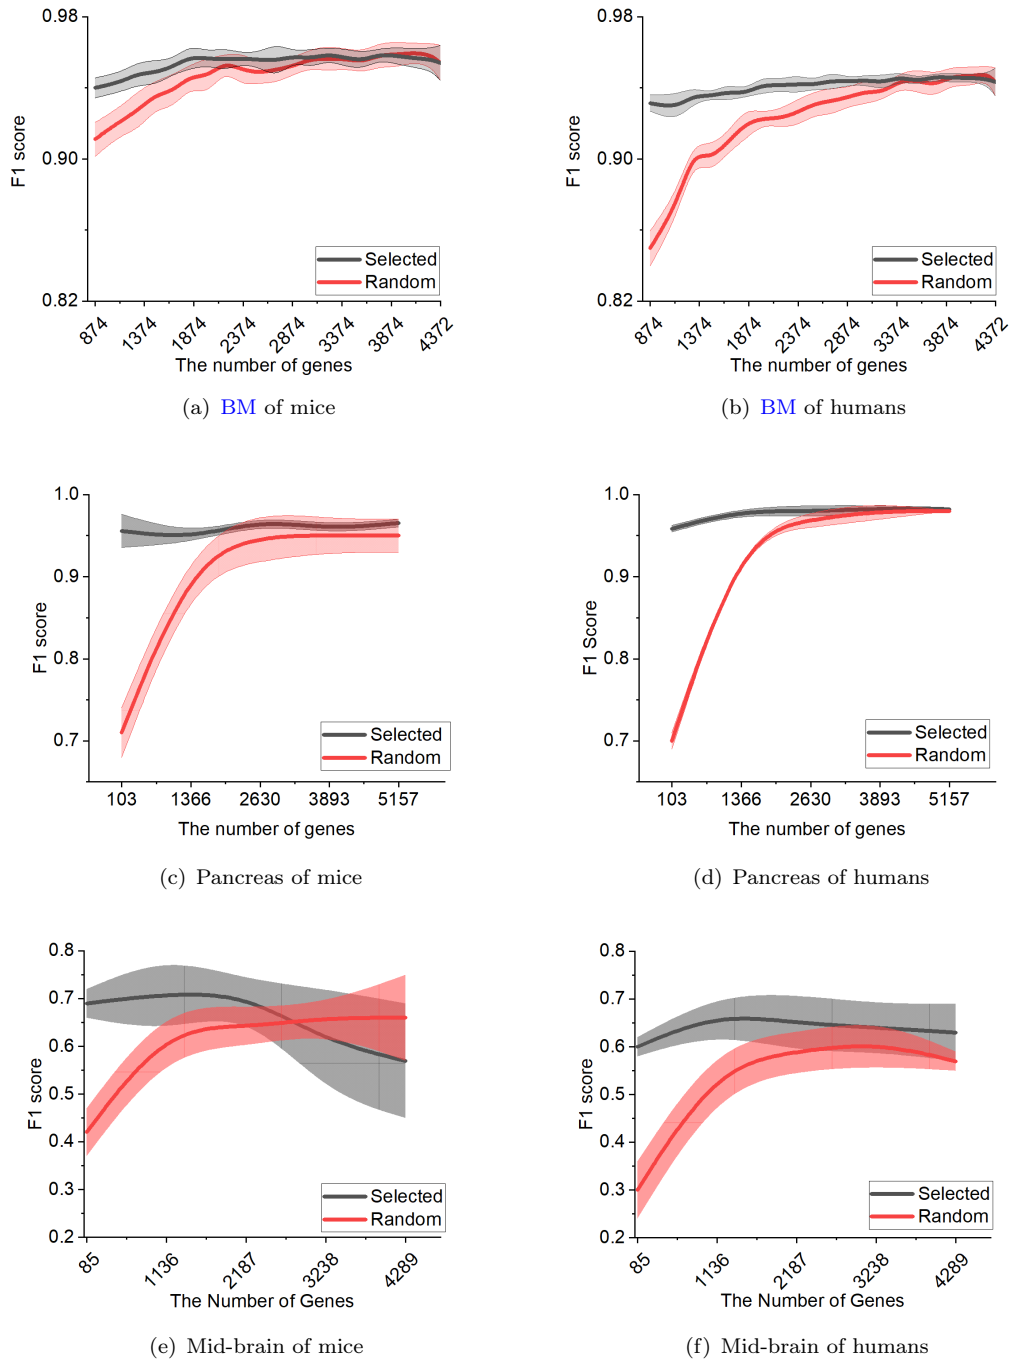 0.98
0.90
0.82
F1 score
Selected
Random
874
1374
1874
2374
2874
3374
3874
4372
The number of genes
(a) BM of mice
0.98
0.90
0.82
F1 score
Selected
Random
874
1374
1874
2374
2874
3374
3874
4372
The number of genes
(b) BM of humans
1.0
0.9
0.8
0.7
F1 score
Selected
Random
103 1366 2630 3893 5157
The number of genes
(c) Pancreas of mice
1.0
0.9
0.8
0.7
F1 Score
Selected
Random
103 1366 2630 3893 5157
The number of genes
(d) Pancreas of humans
0.8
0.7
0.6
0.5
0.4
0.3
0.2
F1 score
Selected
Random
85
1136
2187
3238
4289
The Number of Genes
(e) Mid-brain of mice
0.8
0.7
0.6
0.5
0.4
0.3
0.2
F1 score
Selected
Random
85
1136
2187
3238
4289
The Number of Genes
(f) Mid-brain of humans